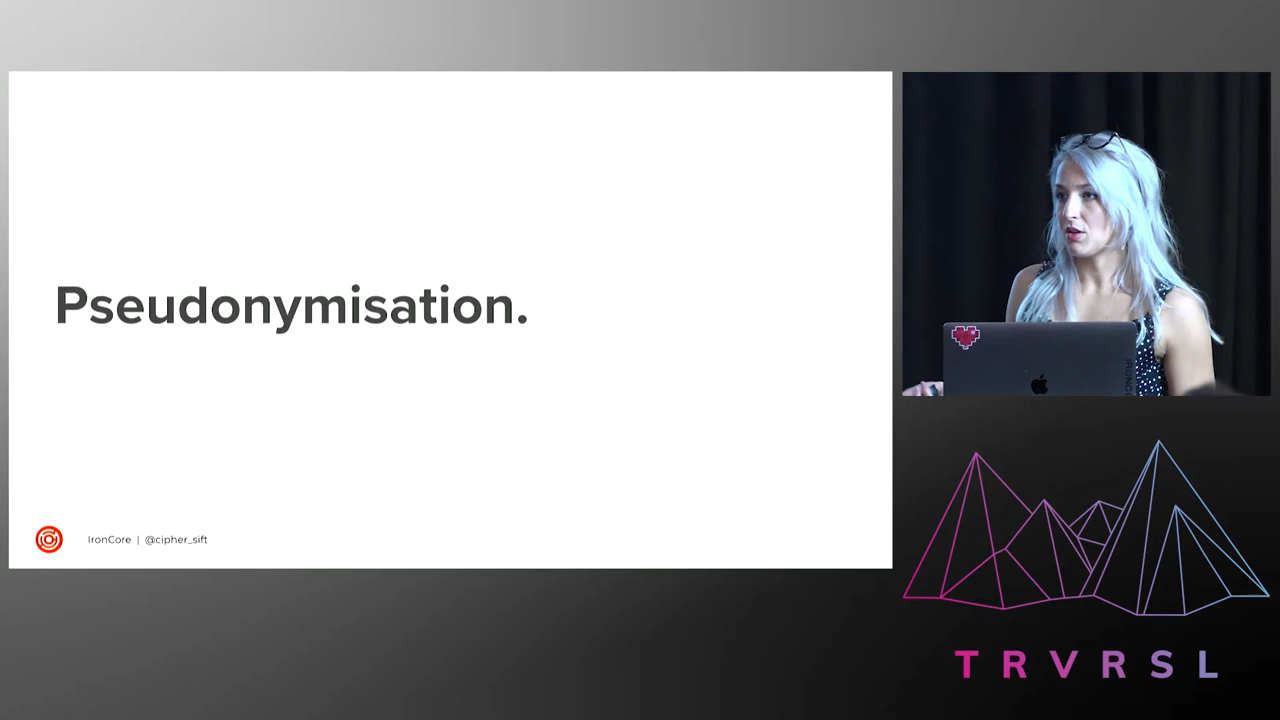 Pseudonymisation.
IronCore | @cipher_sift
TRVRSL